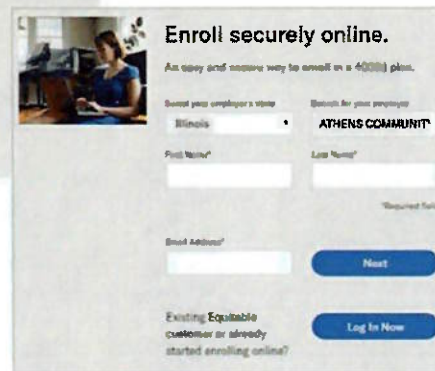 Enroll securely online.
An easy and secure way to enroll in a 403(b) plan.
Select your employer's state
Search for your employer
Illinois
ATHENS COMMUNIT
First Name*
Last Name*
*Required field
Email Address*
Next
Existing Equitable
customer or already
started enrolling online?
Log In Now